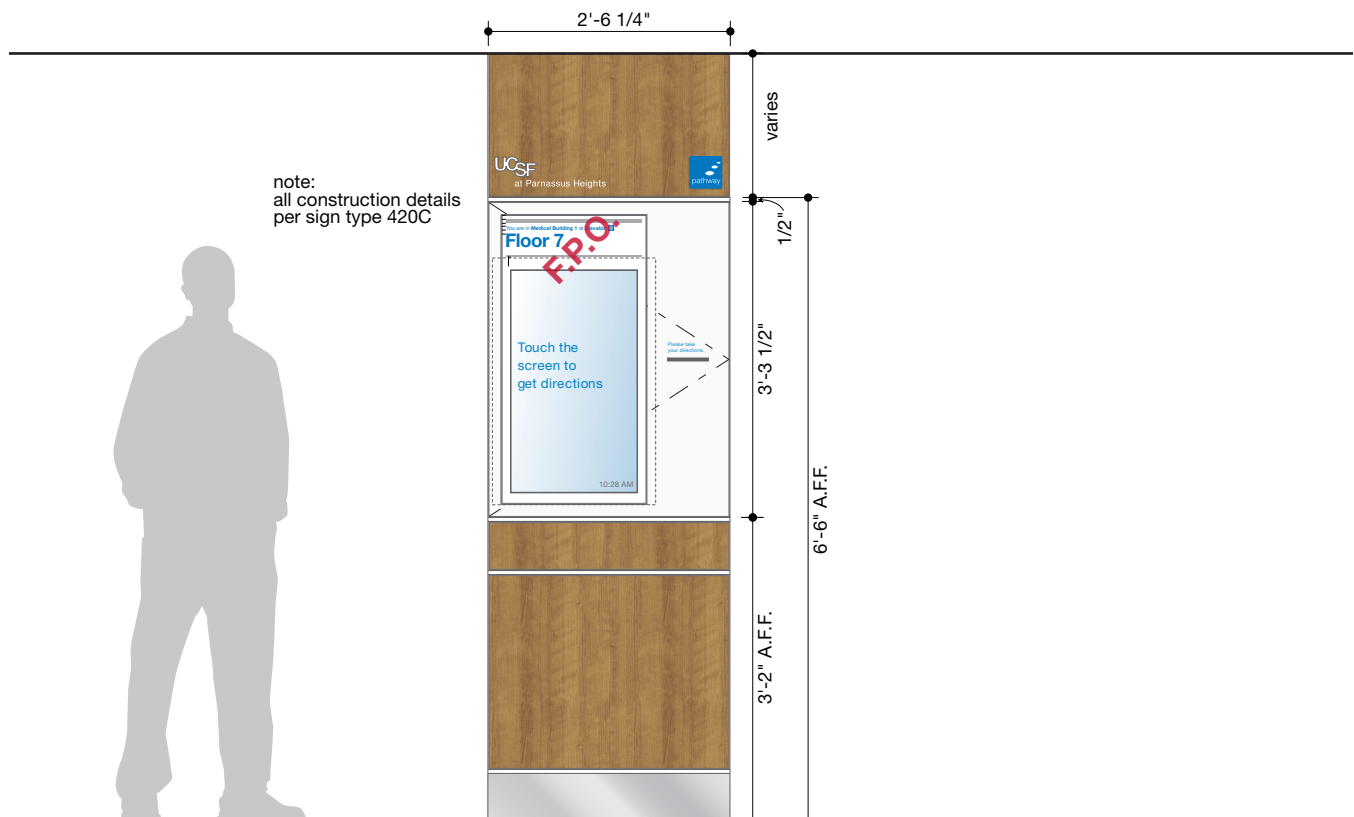 2'-6 1/4"
varies
UCSF
at Parnassus Heights
pathway
note:
all construction details
per sign type 420C
1/2"
You are in Medical Building 1 at Elevator
Floor 7
F.P.O.
3'-3 1/2"
Touch the
screen to
get directions
Please take
your directions.
10:28 AM
6'-6" A.F.F.
3'-2" A.F.F.